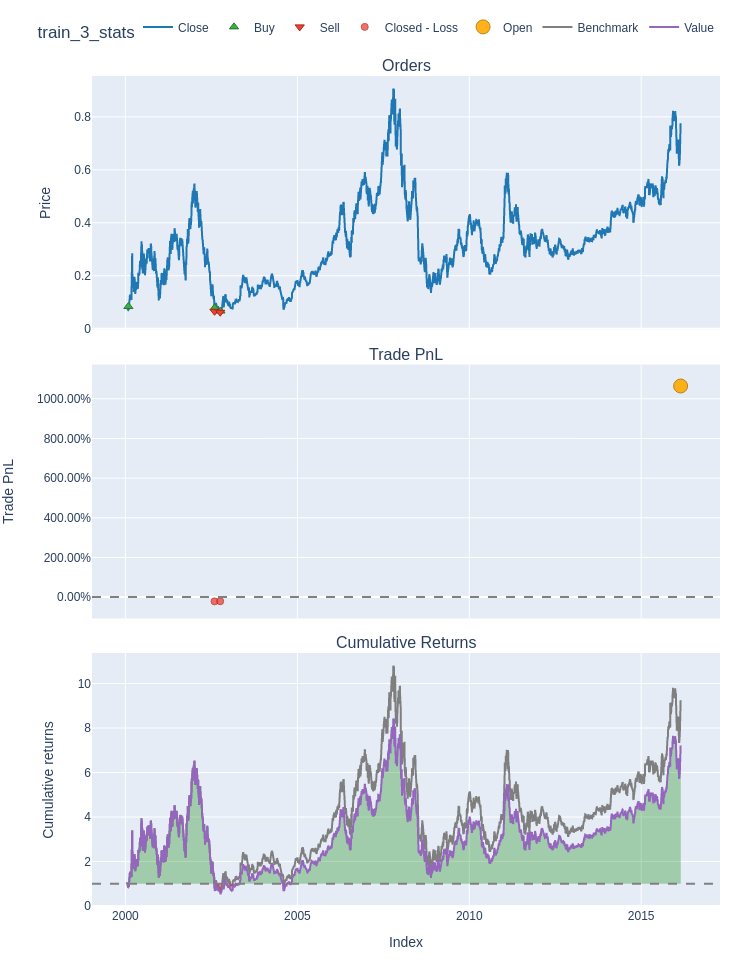 train_3_stats
Close
Buy
Sell
Closed - Loss
Open
Benchmark
Value
Orders
0.8
0.6
0.4
0.2
0
Price
Trade PnL
1000.00%
800.00%
600.00%
400.00%
200.00%
0.00%
Trade PnL
Cumulative Returns
10
8
6
4
2
0
Cumulative returns
2000
2005
2010
2015
Index